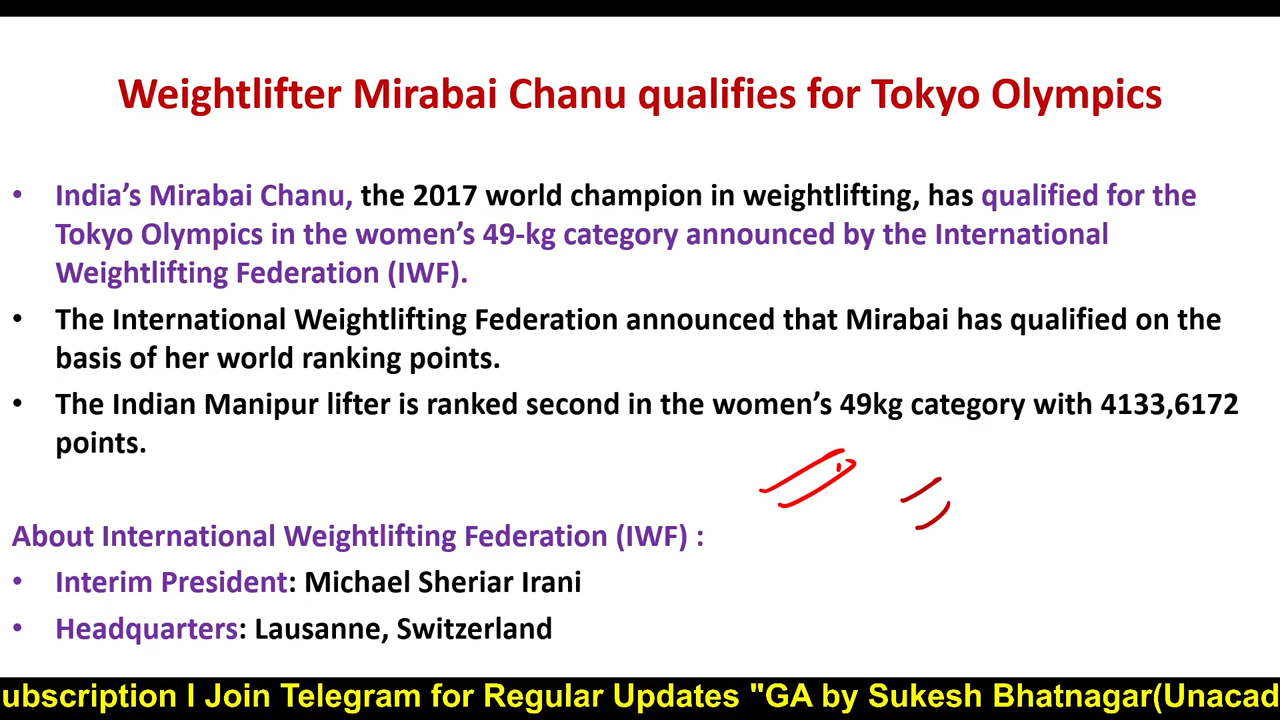 Weightlifter Mirabai Chanu qualifies for Tokyo Olympics
• India’s Mirabai Chanu, the 2017 world champion in weightlifting, has qualified for the
Tokyo Olympics in the women’s 49-kg category announced by the International
Weightlifting Federation (IWF).
• The International Weightlifting Federation announced that Mirabai has qualified on the
basis of her world ranking points.
• The Indian Manipur lifter is ranked second in the women’s 49kg category with 4133,6172
points.
About International Weightlifting Federation (IWF) :
• Interim President: Michael Sheriar Irani
• Headquarters: Lausanne, Switzerland
ubscription I Join Telegram for Regular Updates "GA by Sukesh Bhatnagar(Unacad